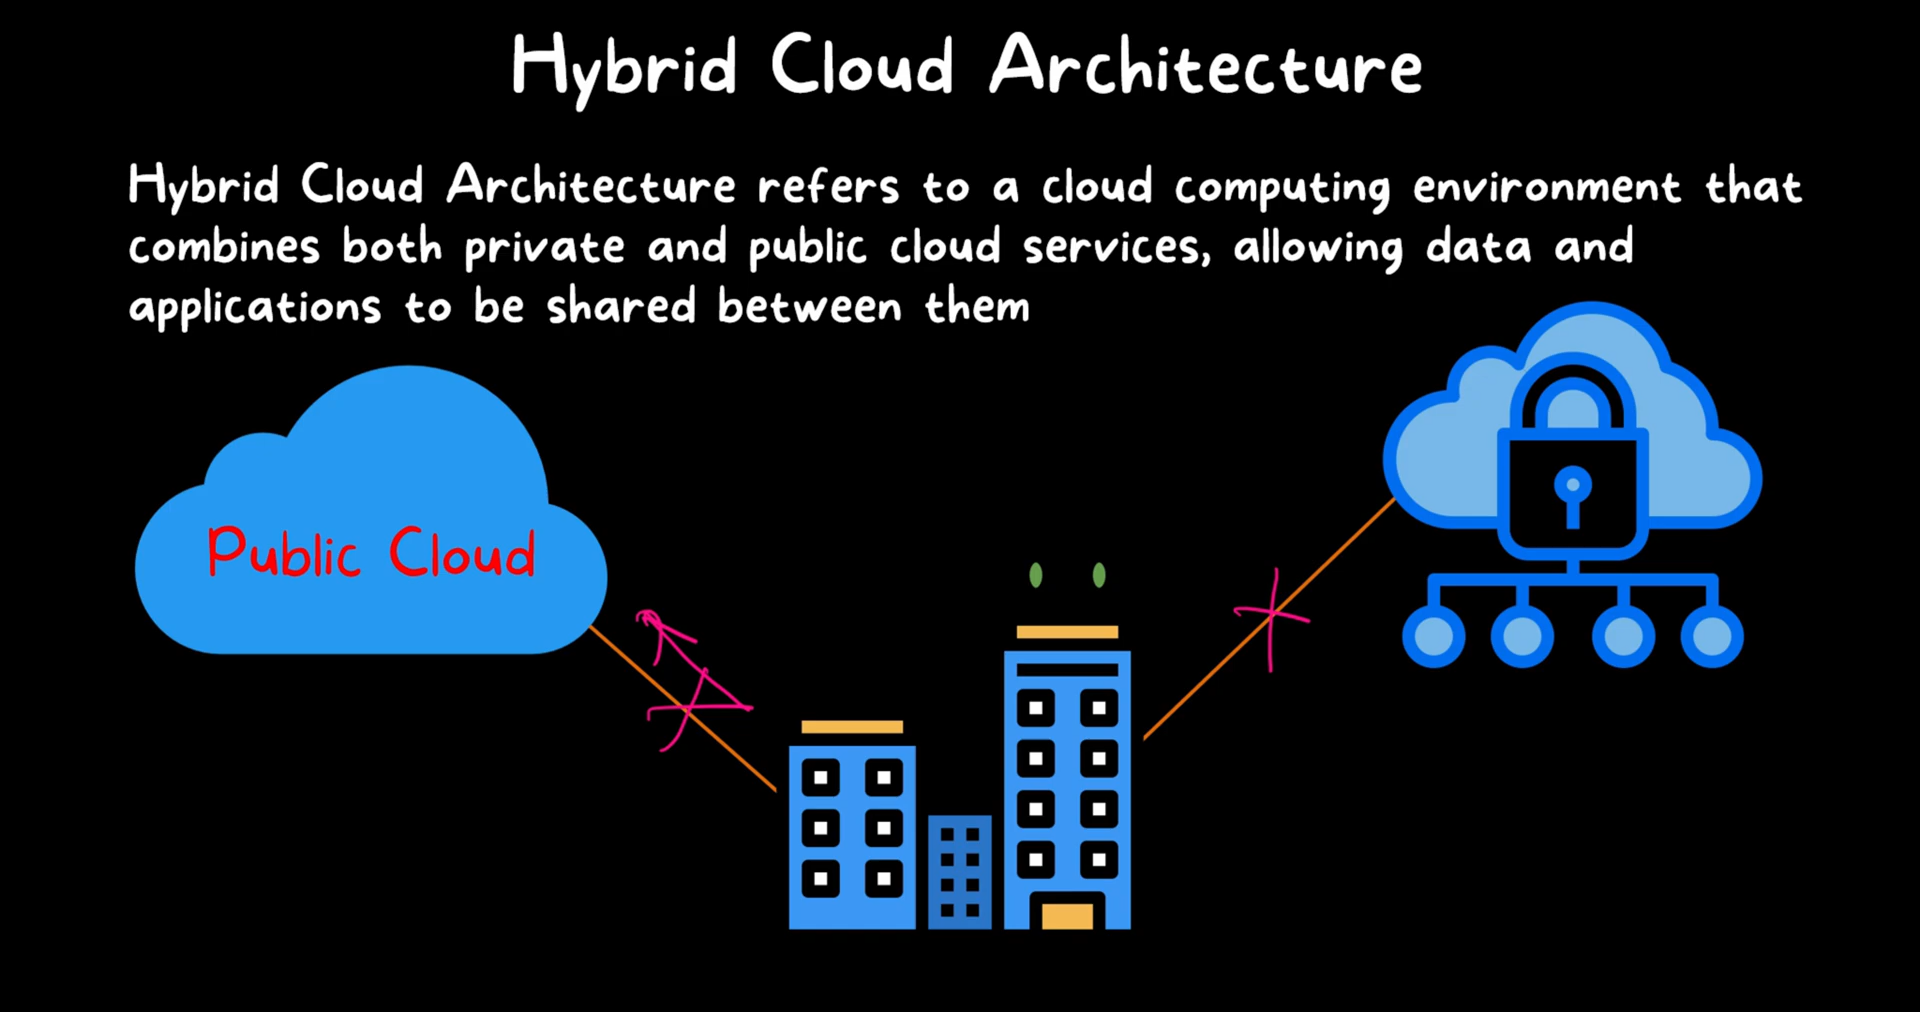 Hybrid Cloud Architecture
Hybrid Cloud Architecture refers to a cloud computing environment that
combines both private and public cloud services, allowing data and
applications to be shared between them
Public Cloud